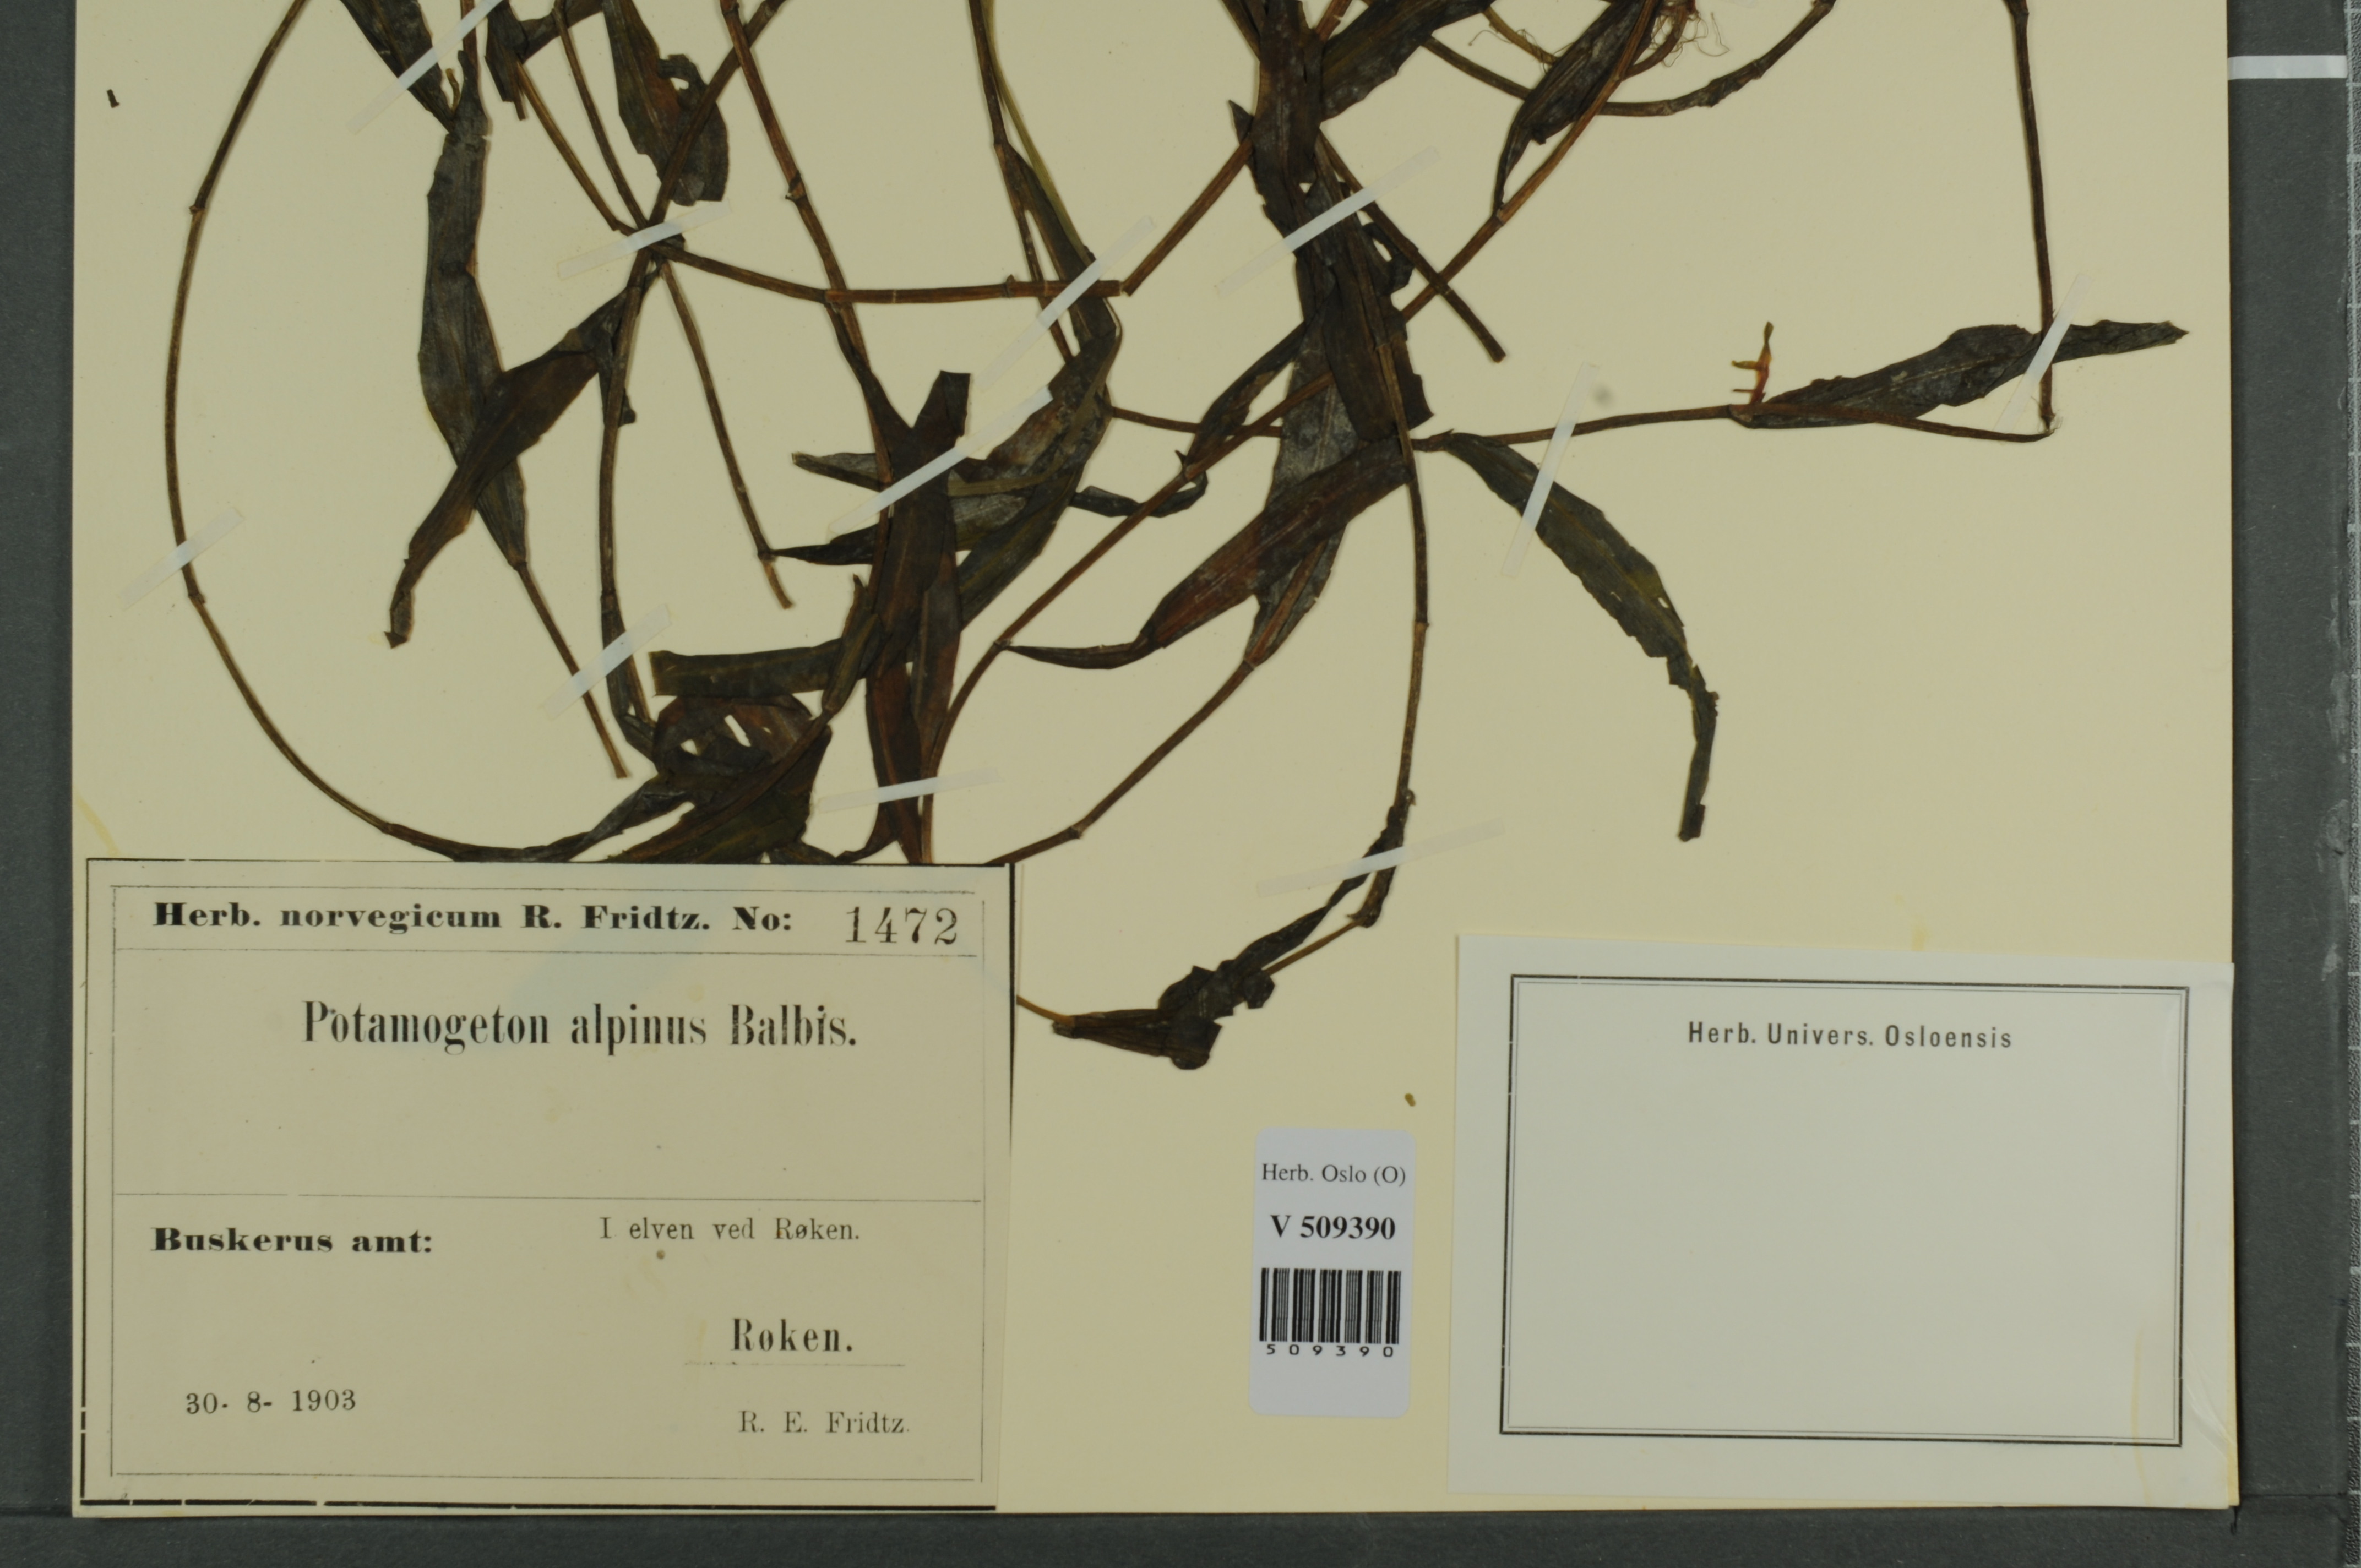 Herb. norvegicum R. Fridtz. No: 1472
Potamogeton alpinus Balbis.
Buskerus amt: I elven ved Røken.
Røken.
30- 8- 1903
R. E. Fridtz.
Herb. Oslo (O)
V 509390
509390
Herb. Univers. Osloensis